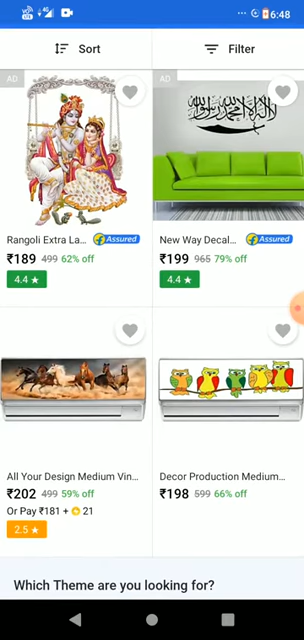 6:48
Sort
Filter
AD
AD
Rangoli Extra La...
Assured
₹189 499 62% off
4.4 ★
New Way Decal...
Assured
₹199 965 79% off
4.4 ★
All Your Design Medium Vin...
₹202 499 59% off
Or Pay ₹181 + 21
2.5 ★
Decor Production Medium...
₹198 599 66% off
Which Theme are you looking for?